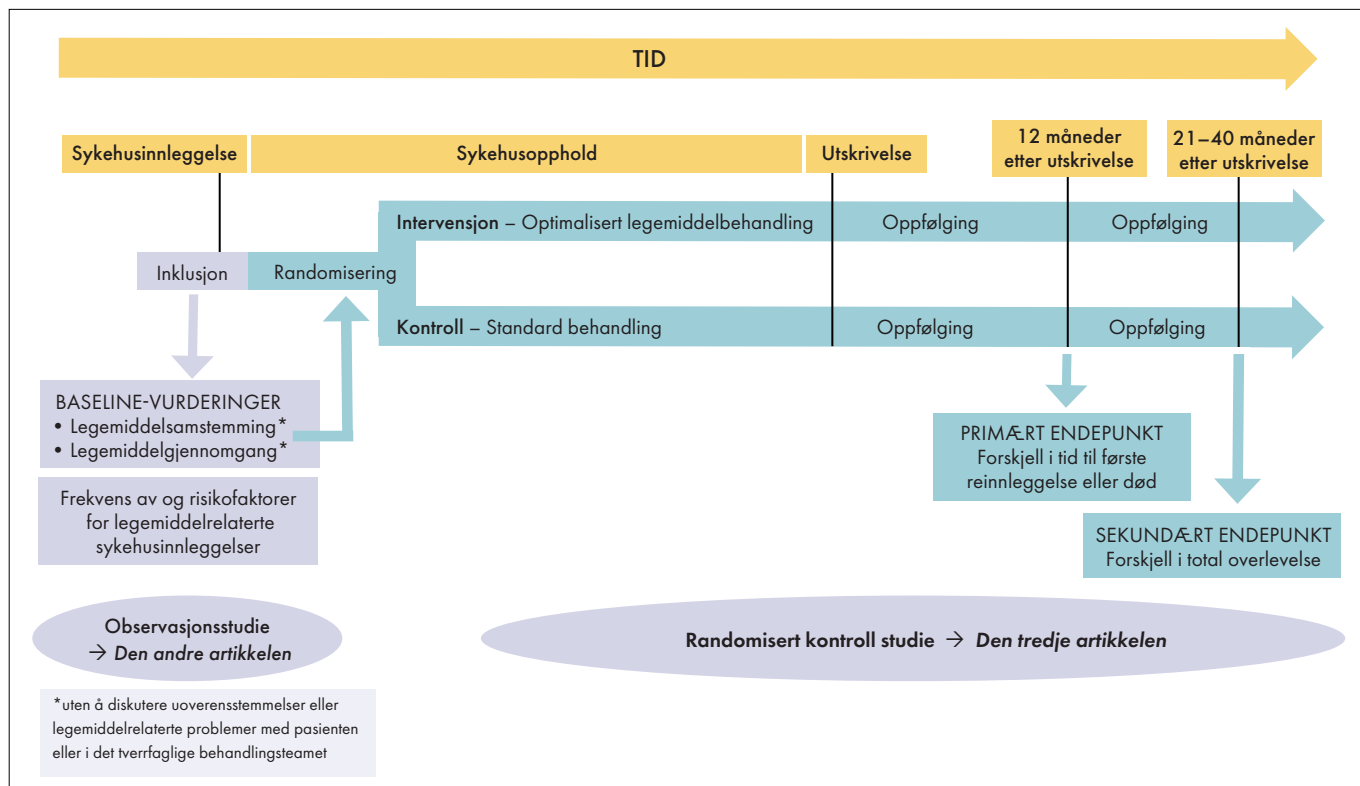 TID
Sykehusinnleggelse
Sykehusopphold
Utskrivelse
12 måneder
etter utskrivelse
21–40 måneder
etter utskrivelse
Intervensjon – Optimalisert legemiddelbehandling
Oppfølging
Oppfølging
Inklusjon
Randomisering
Kontroll – Standard behandling
Oppfølging
Oppfølging
BASELINE-VURDERINGER
• Legemiddelsamstemming*
• Legemiddelgjennomgang*
Frekvens av og risikofaktorer
for legemiddelrelaterte
sykehusinnleggelser
PRIMÆRT ENDEPUNKT
Forskjell i tid til første
reinnleggelse eller død
SEKUNDÆRT ENDEPUNKT
Forskjell i total overlevelse
Observasjonsstudie
→ Den andre artikkelen
Randomisert kontroll studie → Den tredje artikkelen
*uten å diskutere uoverensstemmelser eller
legemiddelrelaterte problemer med pasienten
eller i det tverrfaglige behandlingsteamet